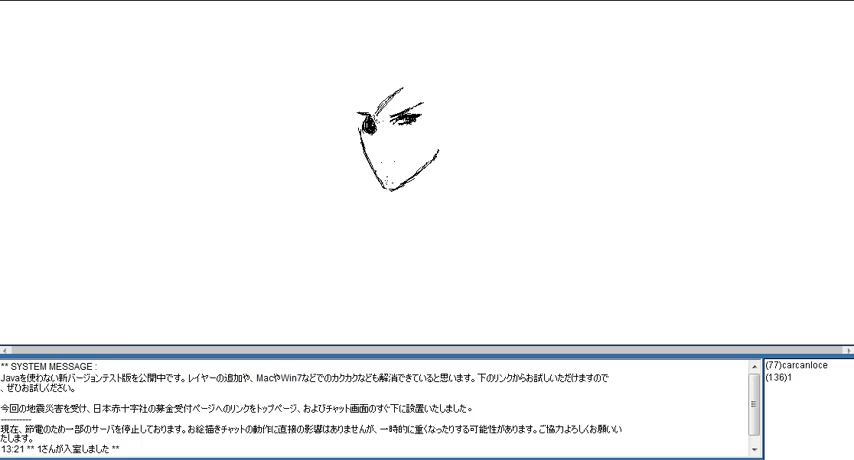 ** SYSTEM MESSAGE :
Javaを使わない新バージョンテスト版を公開中です。レイヤーの追加や、MacやWin7などでのカクカクなども解消できていると思います。下のリンクからお試しいただけますので
、ぜひお試しください。
今回の地震災害を受け、日本赤十字社の募金受付ページへのリンクをトップページ、およびチャット画面のすぐ下に設置いたしました。
----------
現在、節電のため一部のサーバを停止しております。お絵描きチャットの動作に直接の影響はありませんが、一時的に重くなったりする可能性があります。ご協力よろしくお願いい
たします。
13:21 ** 1さんが入室しました **
(77)carcanloce
(136)1